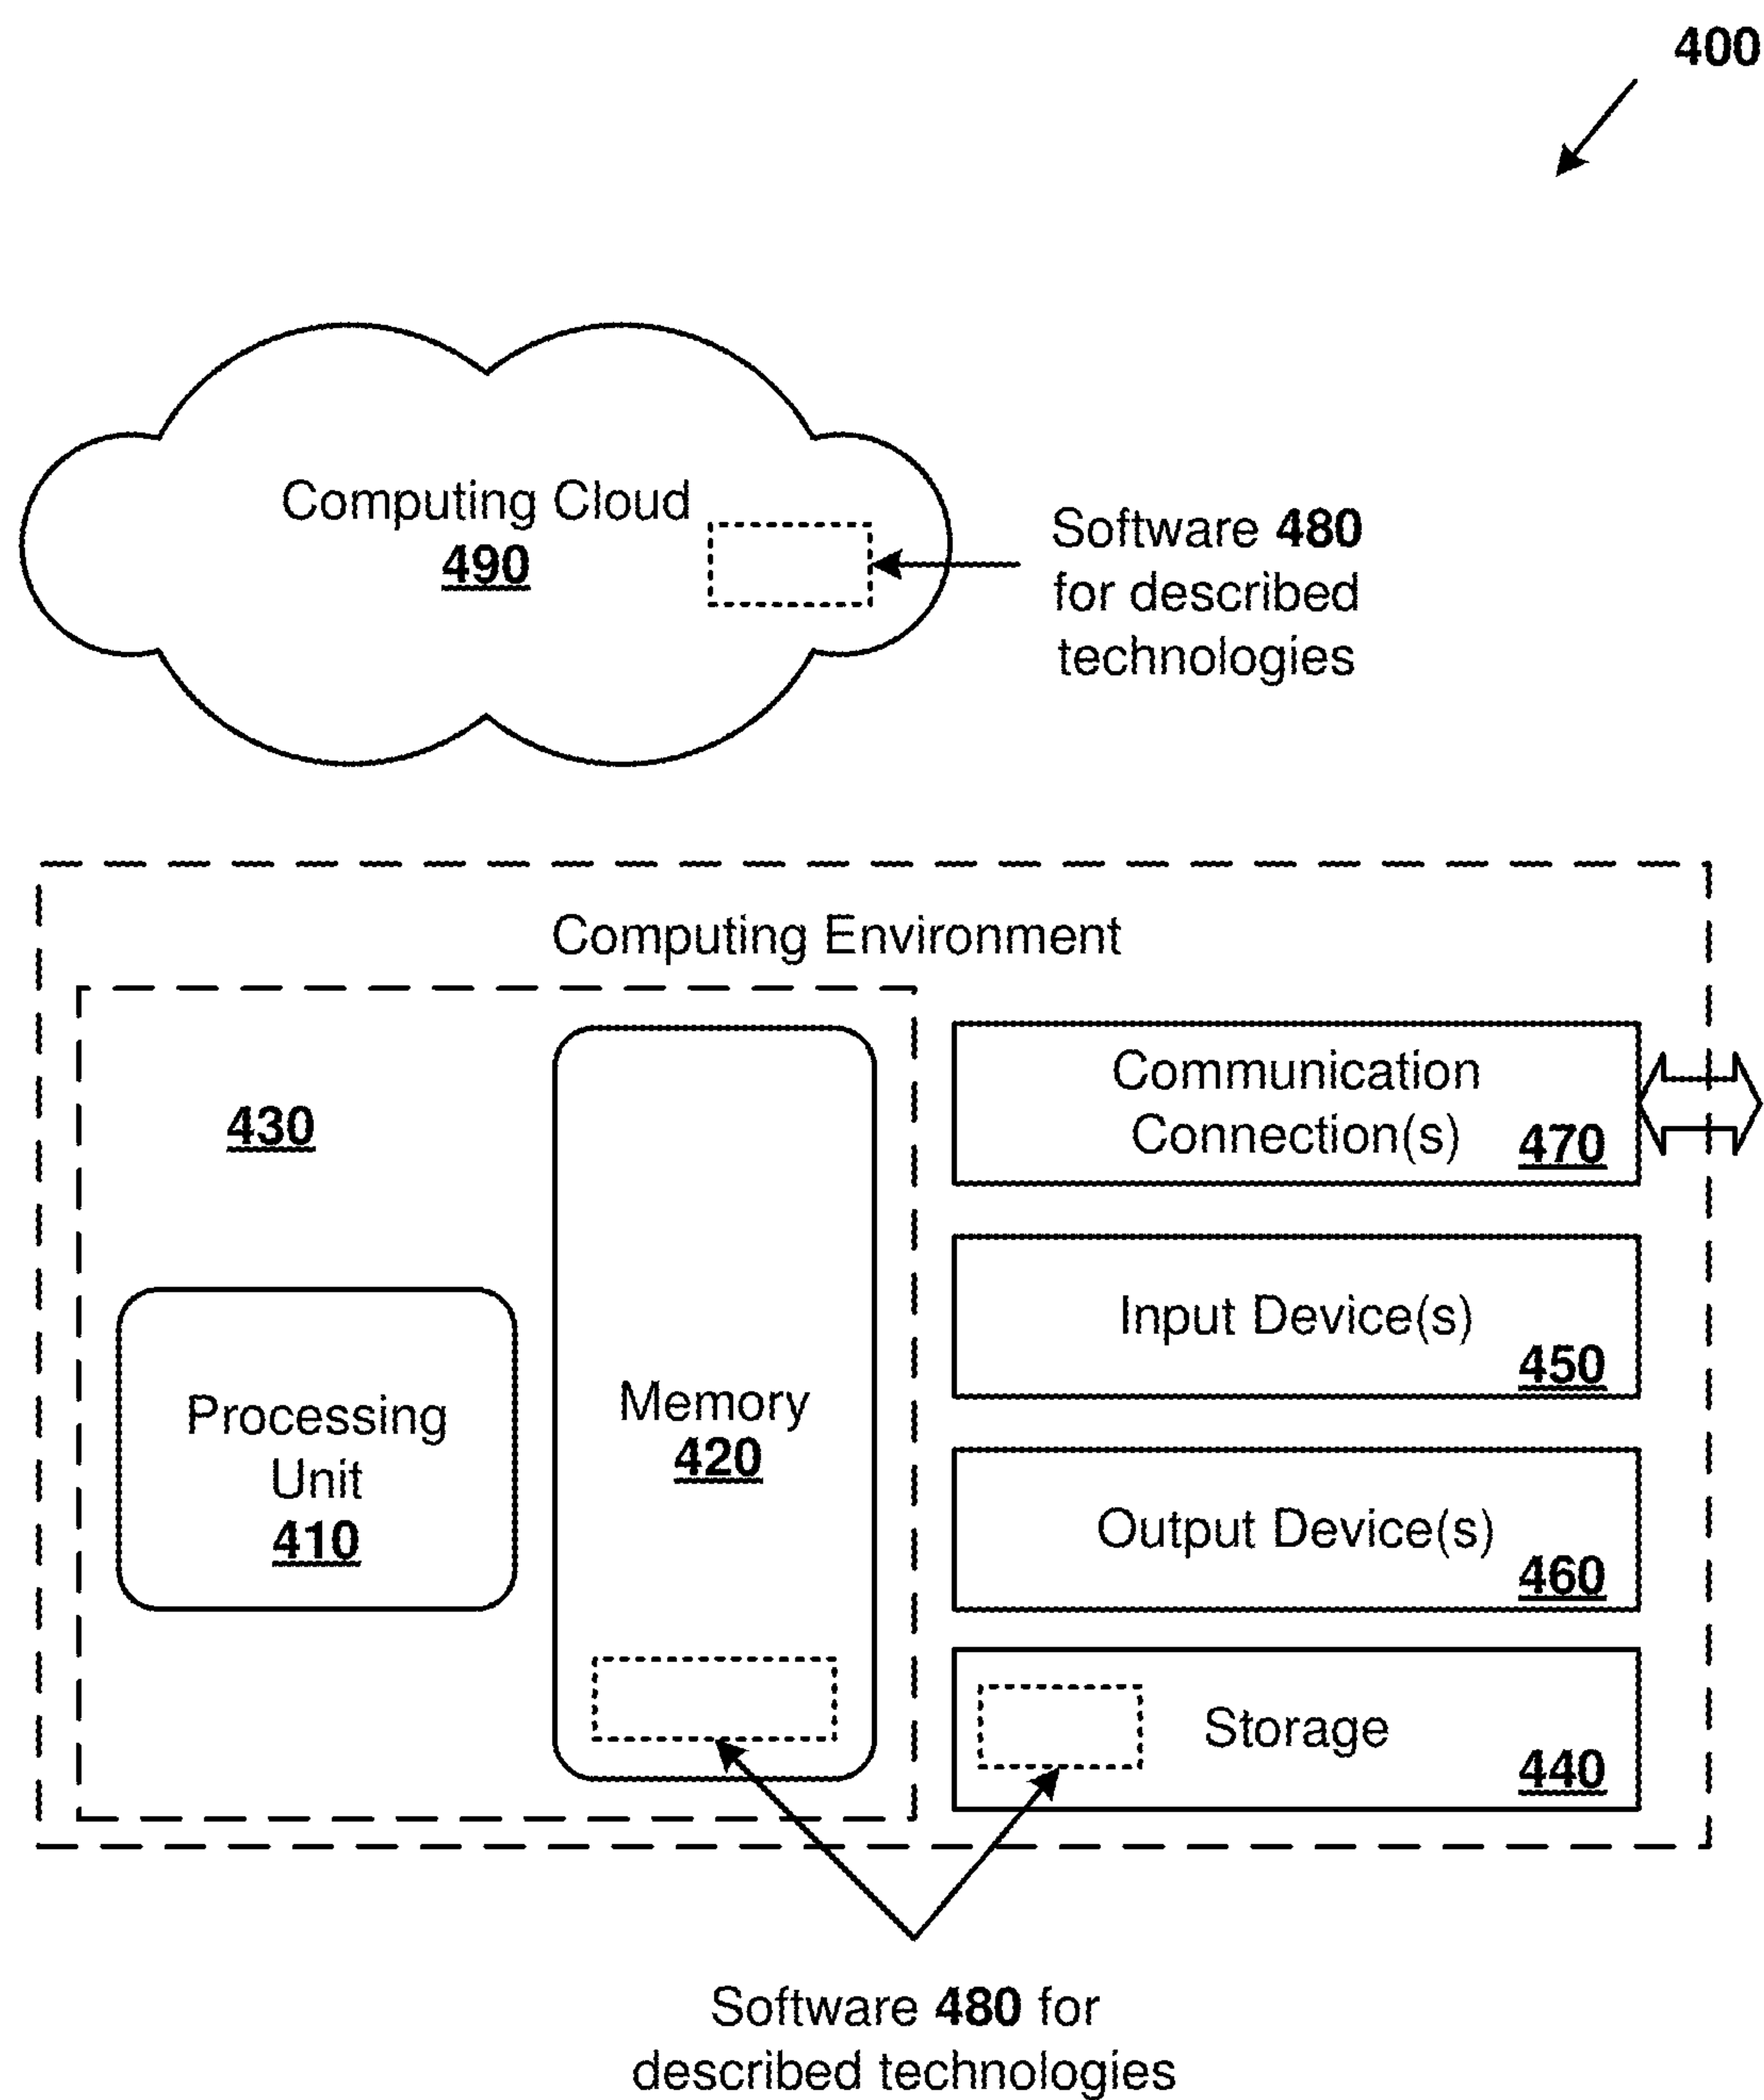 400
Computing Cloud
490
Software 480
for described
technologies
Computing Environment
430
Processing
Unit
410
Memory
420
Communication
Connection(s)
470
Input Device(s)
450
Output Device(s)
460
Storage
440
Software 480 for
described technologies